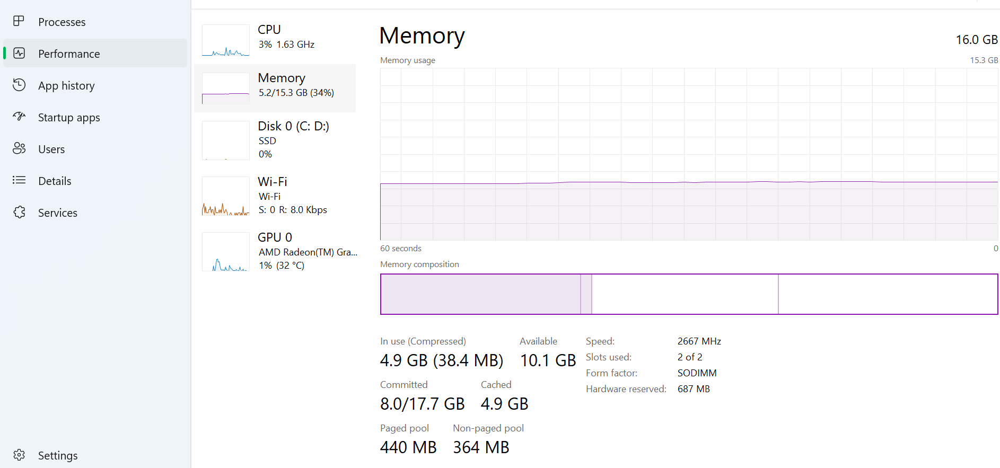 Processes
Performance
App history
Startup apps
Users
Details
Services
Settings
CPU
3% 1.63 GHz
Memory
5.2/15.3 GB (34%)
Disk 0 (C: D:)
SSD
0%
Wi-Fi
Wi-Fi
S: 0 R: 8.0 Kbps
GPU 0
AMD Radeon(TM) Gra...
1% (32 °C)
Memory
16.0 GB
Memory usage
15.3 GB
60 seconds
0
Memory composition
In use (Compressed)
4.9 GB (38.4 MB)
Available
10.1 GB
Committed
8.0/17.7 GB
Cached
4.9 GB
Paged pool
440 MB
Non-paged pool
364 MB
Speed: 2667 MHz
Slots used: 2 of 2
Form factor: SODIMM
Hardware reserved: 687 MB